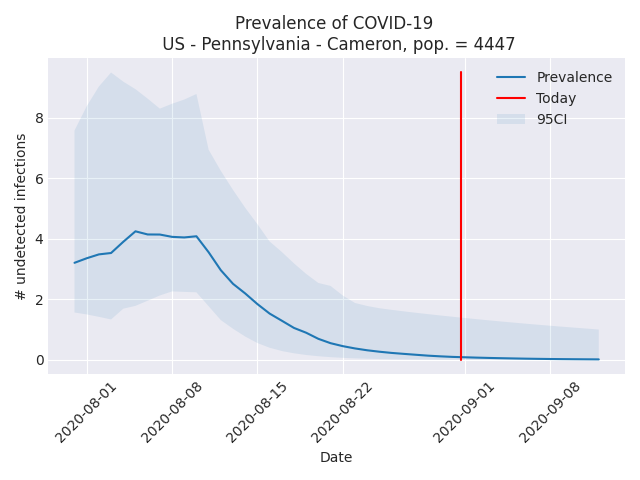 Prevalence of COVID-19
US - Pennsylvania - Cameron, pop. = 4447
Prevalence
Today
95CI
# undetected infections
8
6
4
2
0
2020-08-01
2020-08-08
2020-08-15
2020-08-22
2020-09-01
2020-09-08
Date